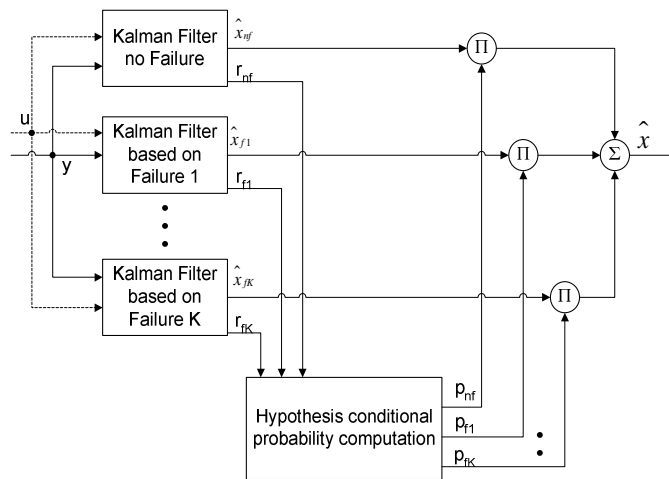 Kalman Filter
no Failure
x̂nf
rnf
Π
u
y
Kalman Filter
based on
Failure 1
x̂f1
rf1
Π
Σ
x̂
Kalman Filter
based on
Failure K
x̂fK
rfK
Π
Hypothesis conditional
probability computation
pnf
pf1
pfK